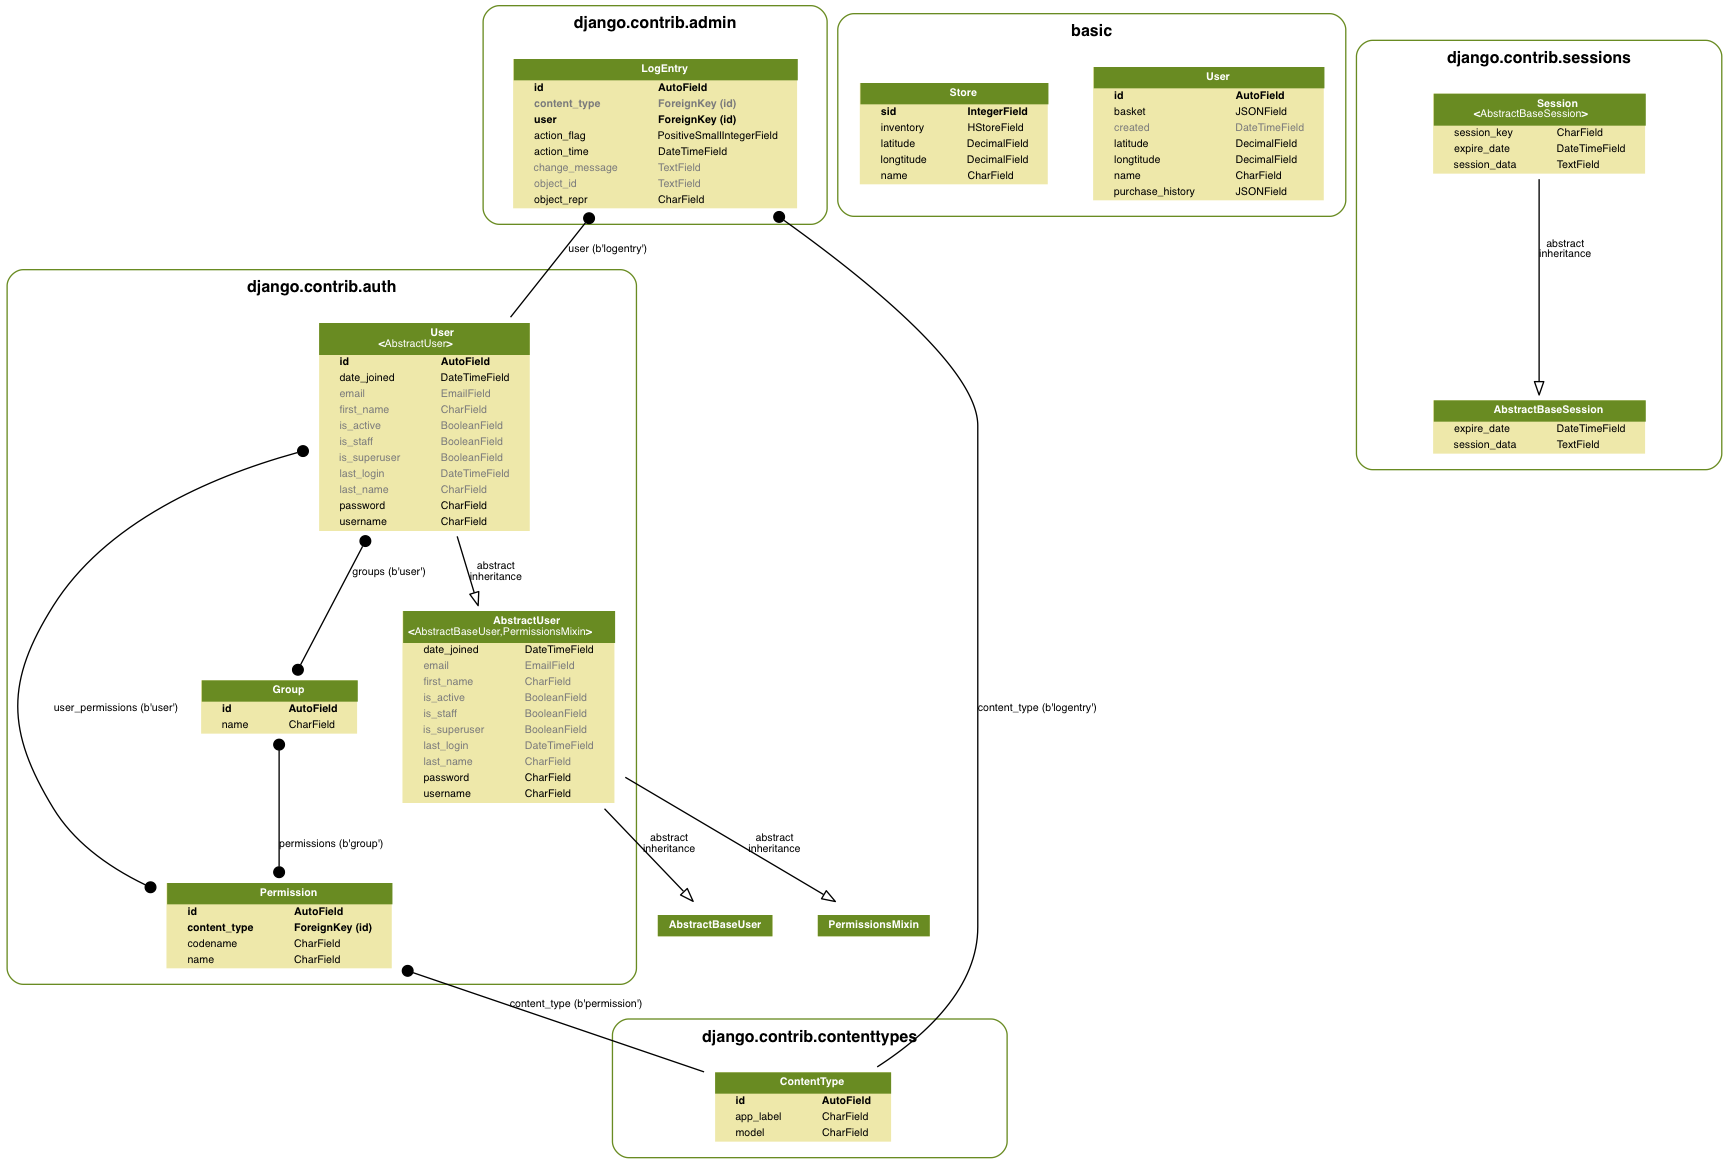 django.contrib.admin
LogEntry
id AutoField
content_type ForeignKey (id)
user ForeignKey (id)
action_flag PositiveSmallIntegerField
action_time DateTimeField
change_message TextField
object_id TextField
object_repr CharField
basic
Store
sid IntegerField
inventory HStoreField
latitude DecimalField
longtitude DecimalField
name CharField
User
id AutoField
basket JSONField
created DateTimeField
latitude DecimalField
longtitude DecimalField
name CharField
purchase_history JSONField
django.contrib.sessions
Session
<AbstractBaseSession>
session_key CharField
expire_date DateTimeField
session_data TextField
abstract
inheritance
AbstractBaseSession
expire_date DateTimeField
session_data TextField
user (b'logentry')
django.contrib.auth
User
<AbstractUser>
id AutoField
date_joined DateTimeField
email EmailField
first_name CharField
is_active BooleanField
is_staff BooleanField
is_superuser BooleanField
last_login DateTimeField
last_name CharField
password CharField
username CharField
groups (b'user')
abstract
inheritance
AbstractUser
<AbstractBaseUser,PermissionsMixin>
date_joined DateTimeField
email EmailField
first_name CharField
is_active BooleanField
is_staff BooleanField
is_superuser BooleanField
last_login DateTimeField
last_name CharField
password CharField
username CharField
Group
id AutoField
name CharField
user_permissions (b'user')
content_type (b'logentry')
permissions (b'group')
abstract
inheritance
abstract
inheritance
Permission
id AutoField
content_type ForeignKey (id)
codename CharField
name CharField
AbstractBaseUser
PermissionsMixin
content_type (b'permission')
django.contrib.contenttypes
ContentType
id AutoField
app_label CharField
model CharField